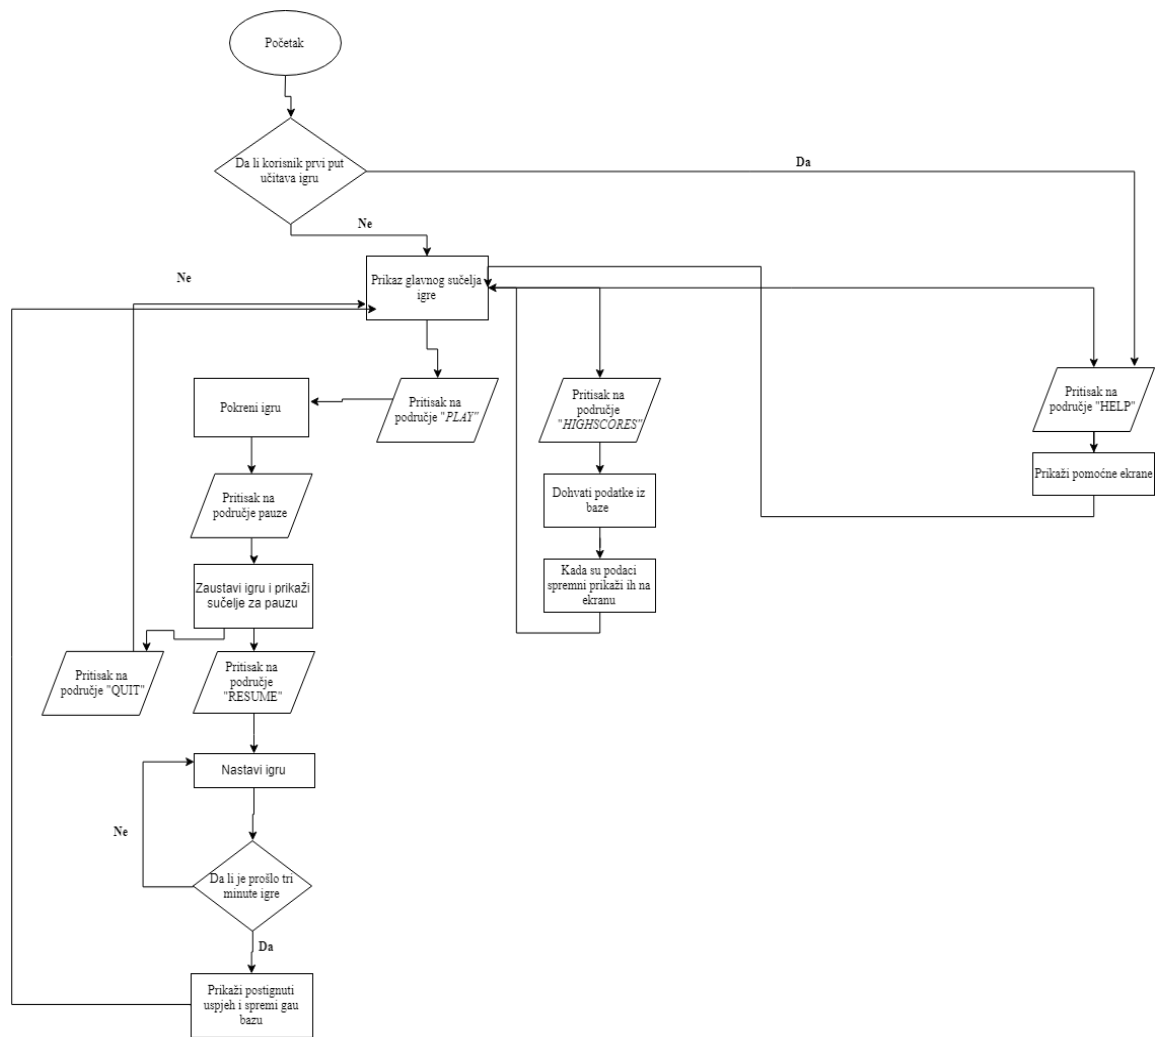 Početak
Da li korisnik prvi put
učitava igru
Da
Ne
Prikaz glavnog sučelja
igre
Ne
Pritisak na
područje "PLAY"
Pokreni igru
Pritisak na
područje
"HIGHSCORES"
Pritisak na
područje "HELP"
Prikaži pomoćne ekrane
Pritisak na
područje pauze
Dohvati podatke iz
baze
Zaustavi igru i prikaži
sučelje za pauzu
Kada su podaci
spremni prikaži ih na
ekranu
Pritisak na
područje "QUIT"
Pritisak na
područje
"RESUME"
Nastavi igru
Ne
Da li je prošlo tri
minute igre
Da
Prikaži postignuti
uspjeh i spremi gau
bazu